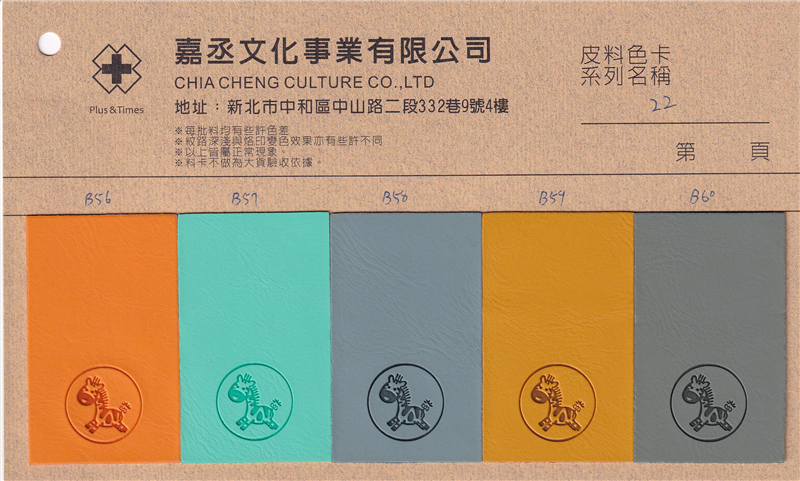 嘉丞文化事業有限公司
CHIA CHENG CULTURE CO.,LTD
地址：新北市中和區中山路二段332巷9號4樓
Plus & Times
※每批料均有些許色差
※紋路深淺與烙印變色效果亦有些許不同
※以上皆屬正常現象。
※料卡不做為大貨驗收依據。
皮料色卡
系列名稱
22
第 頁
B56 B57 B58 B59 B60